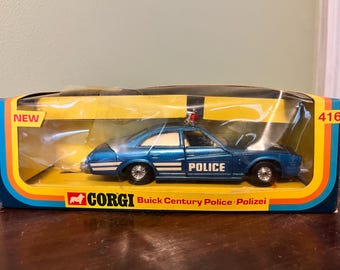 NEW
416
POLICE
CORGI Buick Century Police-Polizei